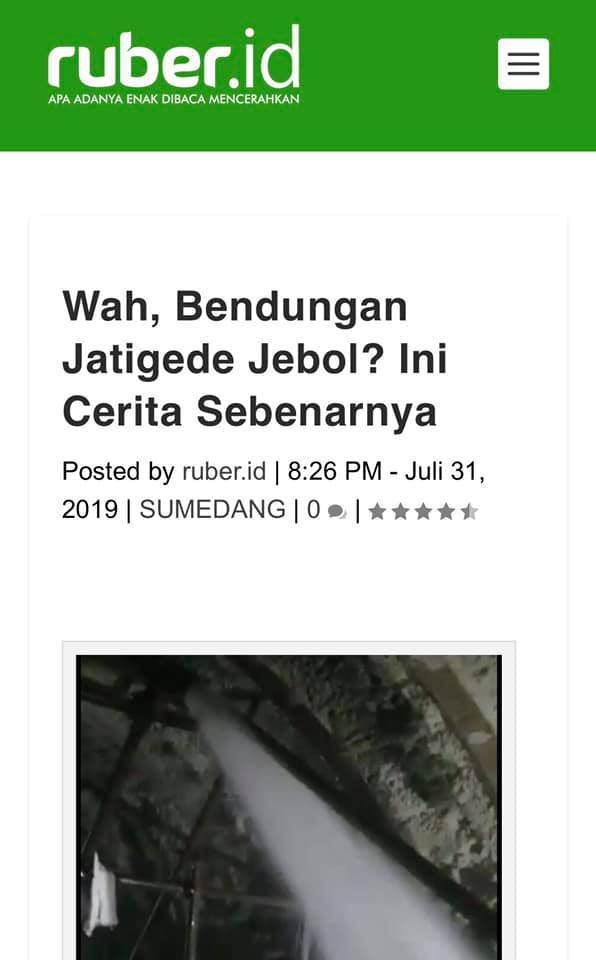 ruber.id
APA ADANYA ENAK DIBACA MENCERAHKAN
Wah, Bendungan
Jatigede Jebol? Ini
Cerita Sebenarnya
Posted by ruber.id | 8:26 PM - Juli 31,
2019 | SUMEDANG | 0 |